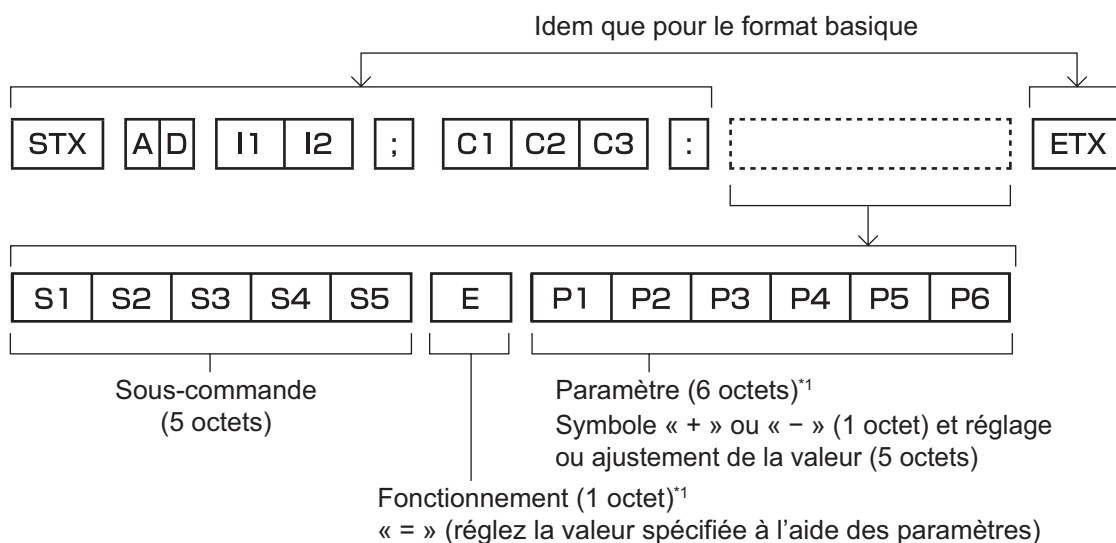 Idem que pour le format basique
STX A D I1 I2 ; C1 C2 C3 : ETX
S1 S2 S3 S4 S5 E P1 P2 P3 P4 P5 P6
Sous-commande
(5 octets)
Paramètre (6 octets)*1
Symbole « + » ou « − » (1 octet) et réglage
ou ajustement de la valeur (5 octets)
Fonctionnement (1 octet)*1
« = » (réglez la valeur spécifiée à l’aide des paramètres)